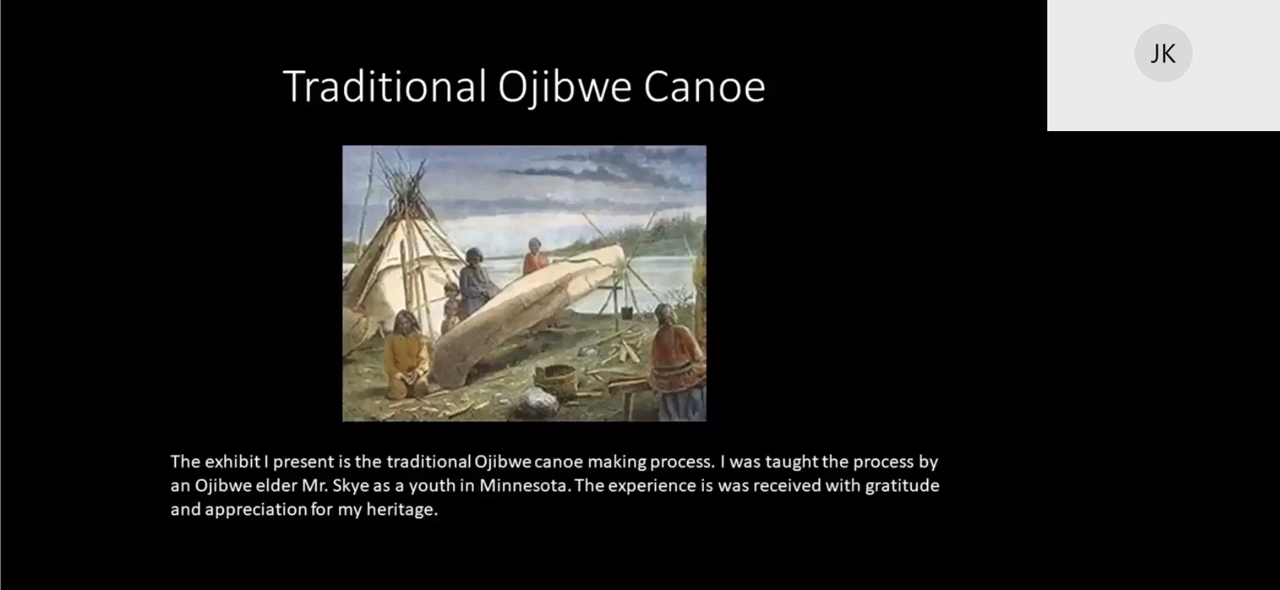 Traditional Ojibwe Canoe
JK
The exhibit I present is the traditional Ojibwe canoe making process. I was taught the process by
an Ojibwe elder Mr. Skye as a youth in Minnesota. The experience is was received with gratitude
and appreciation for my heritage.